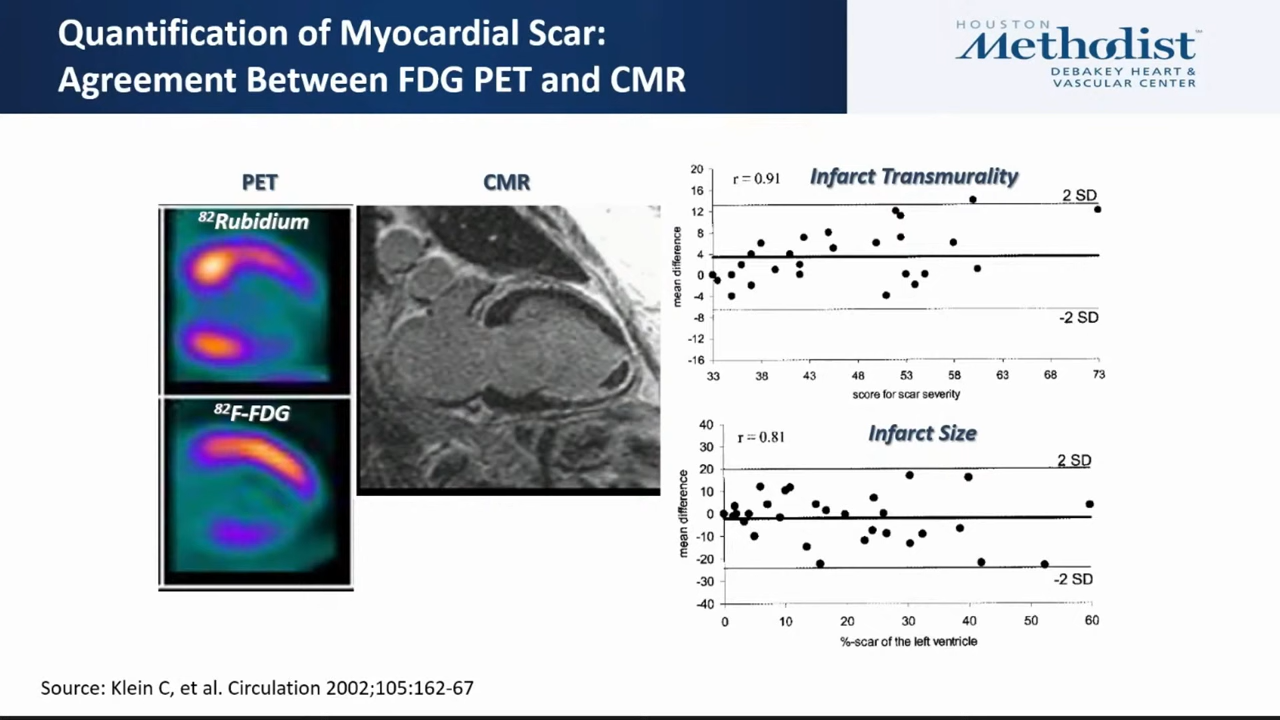 Quantification of Myocardial Scar:
Agreement Between FDG PET and CMR
HOUSTON
Methodist
DEBAKEY HEART &
VASCULAR CENTER
PET
CMR
82Rubidium
82F-FDG
r = 0.91
Infarct Transmurality
2 SD
-2 SD
mean difference
20
16
12
8
4
0
-4
-8
-12
-16
33 38 43 48 53 58 63 68 73
score for scar severity
r = 0.81
Infarct Size
2 SD
-2 SD
mean difference
40
30
20
10
0
-10
-20
-30
-40
0 10 20 30 40 50 60
%-scar of the left ventricle
Source: Klein C, et al. Circulation 2002;105:162-67